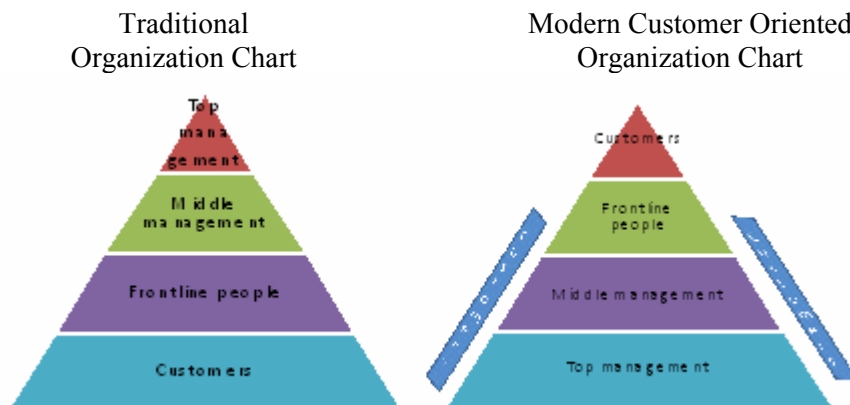 Traditional
Organization Chart
Top
mana
gement
Middle
management
Frontline people
Customers
Modern Customer Oriented
Organization Chart
Customers
Frontline
people
Middle management
Top management